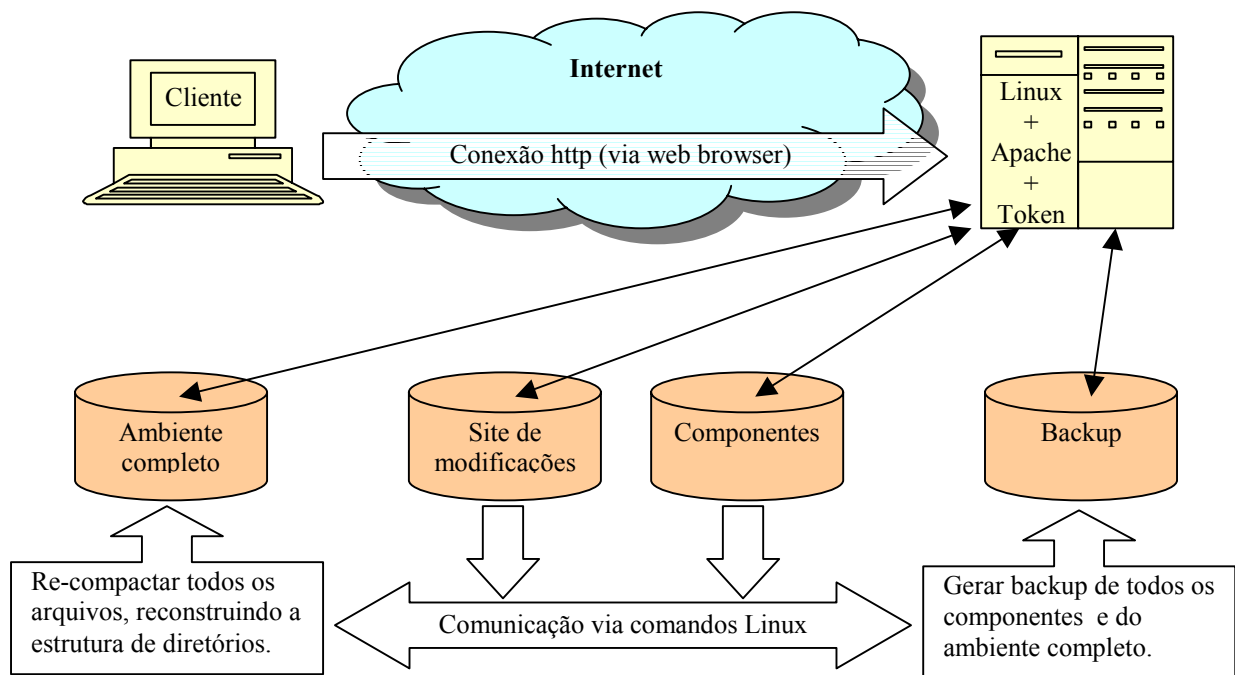 Internet
Cliente
Conexão http (via web browser)
Linux
+
Apache
+
Token
Ambiente
completo
Site de
modificações
Componentes
Backup
Re-compactar todos os
arquivos, reconstruindo a
estrutura de diretórios.
Comunicação via comandos Linux
Gerar backup de todos os
componentes e do
ambiente completo.